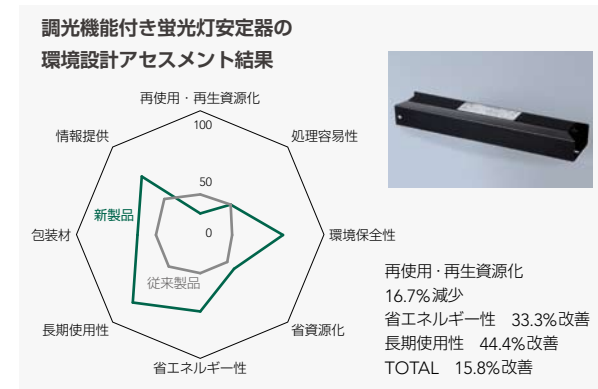 調光機能付き蛍光灯安定器の
環境設計アセスメント結果
再使用・再生資源化
100
情報提供
処理容易性
50
新製品
包装材
0
環境保全性
従来製品
長期使用性
省資源化
省エネルギー性
再使用・再生資源化
16.7%減少
省エネルギー性 33.3%改善
長期使用性 44.4%改善
TOTAL 15.8%改善